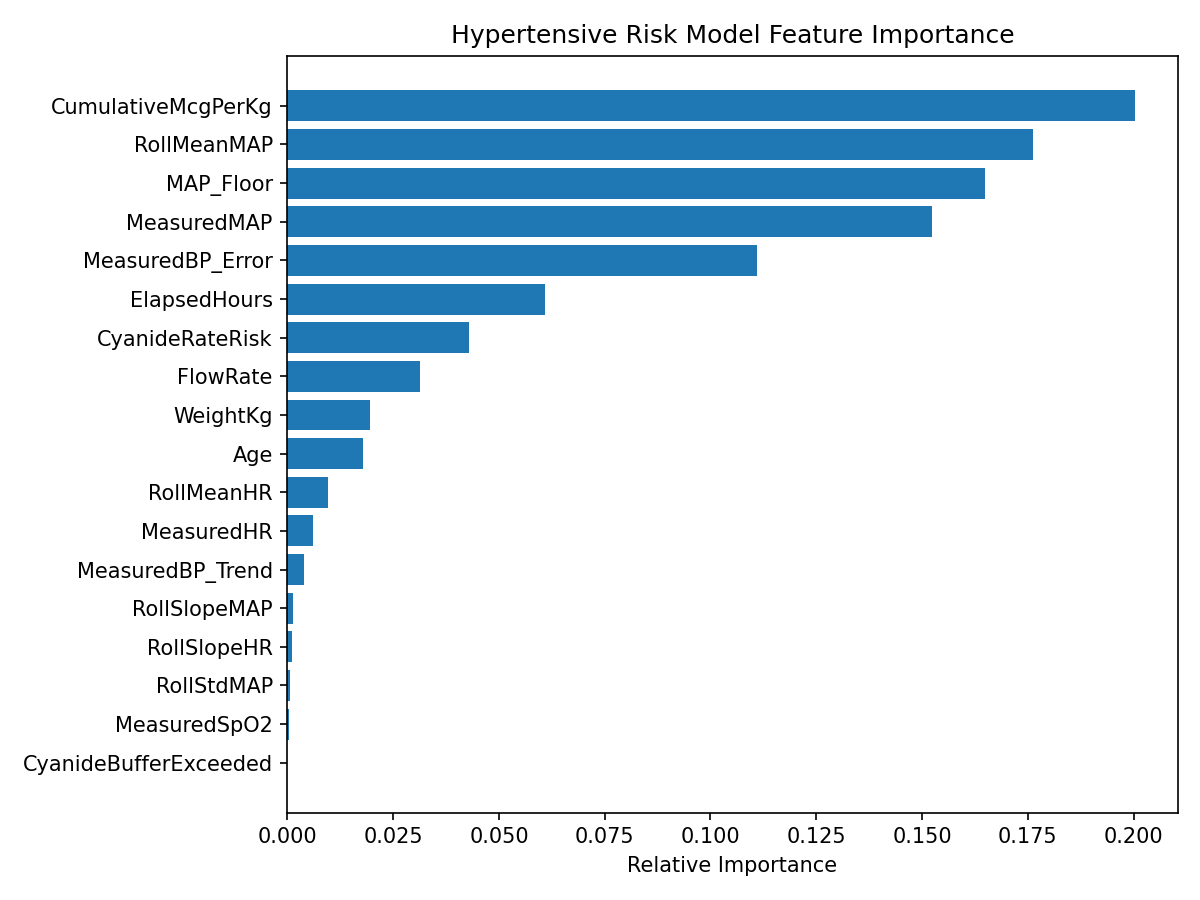 Hypertensive Risk Model Feature Importance
CumulativeMcgPerKg
RollMeanMAP
MAP_Floor
MeasuredMAP
MeasuredBP_Error
ElapsedHours
CyanideRateRisk
FlowRate
WeightKg
Age
RollMeanHR
MeasuredHR
MeasuredBP_Trend
RollSlopeMAP
RollSlopeHR
RollStdMAP
MeasuredSpO2
CyanideBufferExceeded
0.000 0.025 0.050 0.075 0.100 0.125 0.150 0.175 0.200
Relative Importance